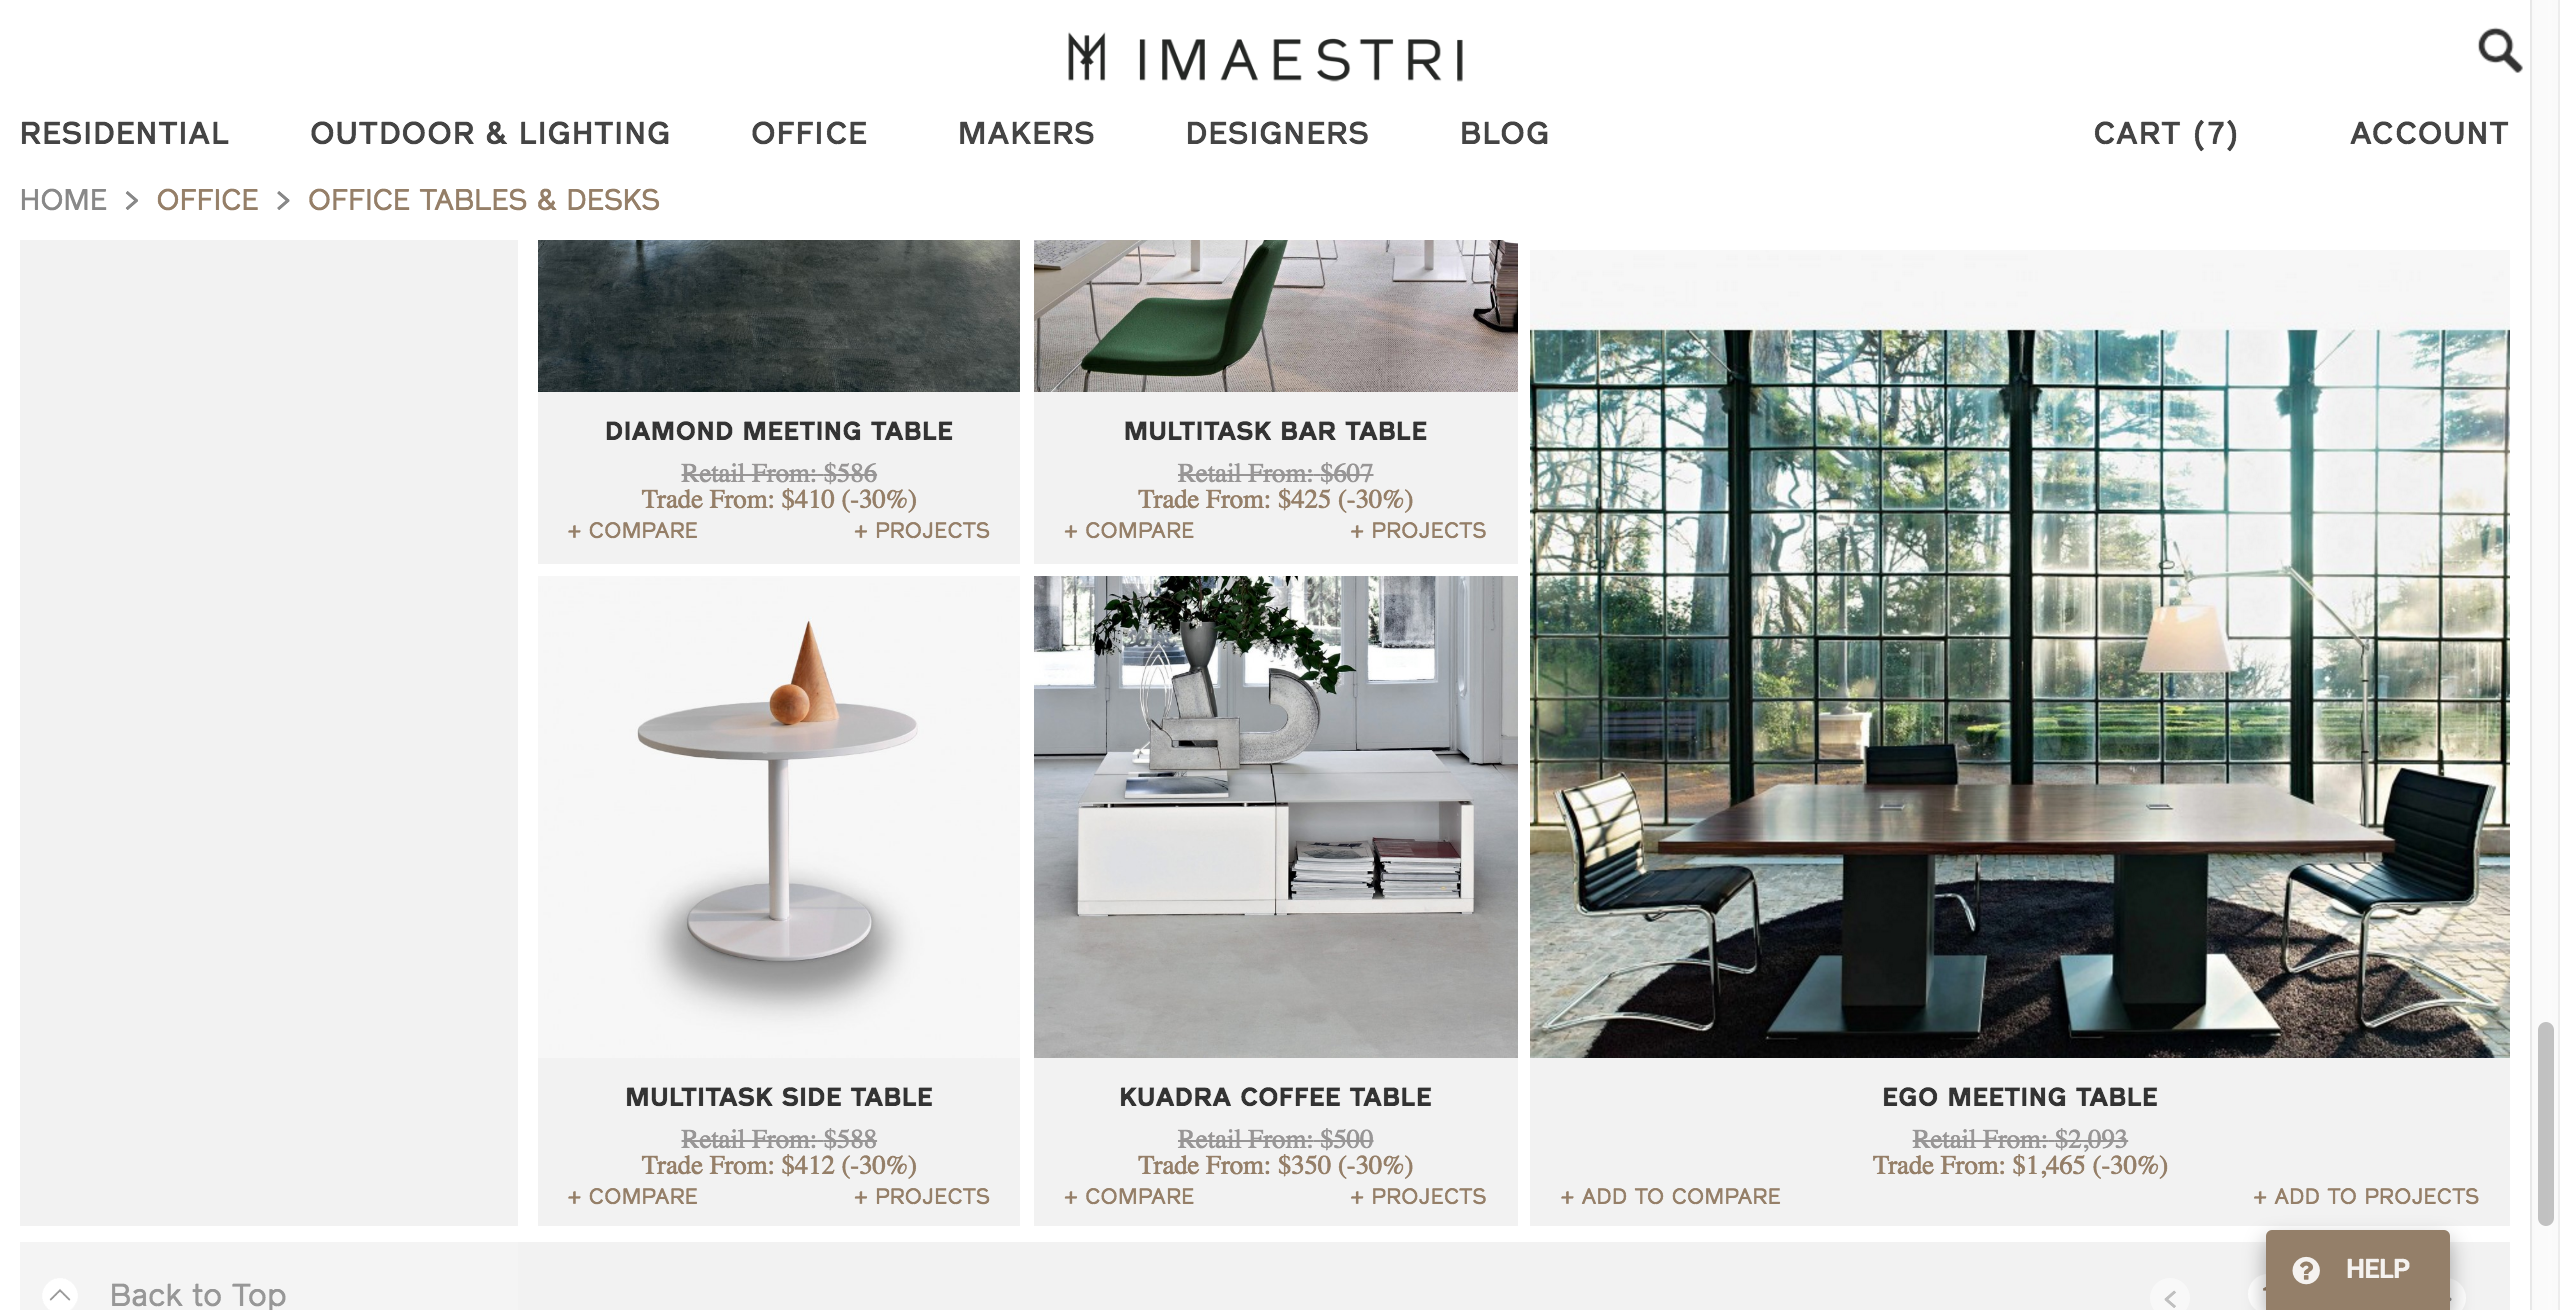 IMAESTRI
RESIDENTIAL OUTDOOR & LIGHTING OFFICE MAKERS DESIGNERS BLOG CART (7) ACCOUNT
HOME > OFFICE > OFFICE TABLES & DESKS
DIAMOND MEETING TABLE
Retail From: $586
Trade From: $410 (-30%)
+ COMPARE + PROJECTS
MULTITASK BAR TABLE
Retail From: $607
Trade From: $425 (-30%)
+ COMPARE + PROJECTS
MULTITASK SIDE TABLE
Retail From: $588
Trade From: $412 (-30%)
+ COMPARE + PROJECTS
KUADRA COFFEE TABLE
Retail From: $500
Trade From: $350 (-30%)
+ COMPARE + PROJECTS
EGO MEETING TABLE
Retail From: $2,093
Trade From: $1,465 (-30%)
+ ADD TO COMPARE + ADD TO PROJECTS
Back to Top
HELP